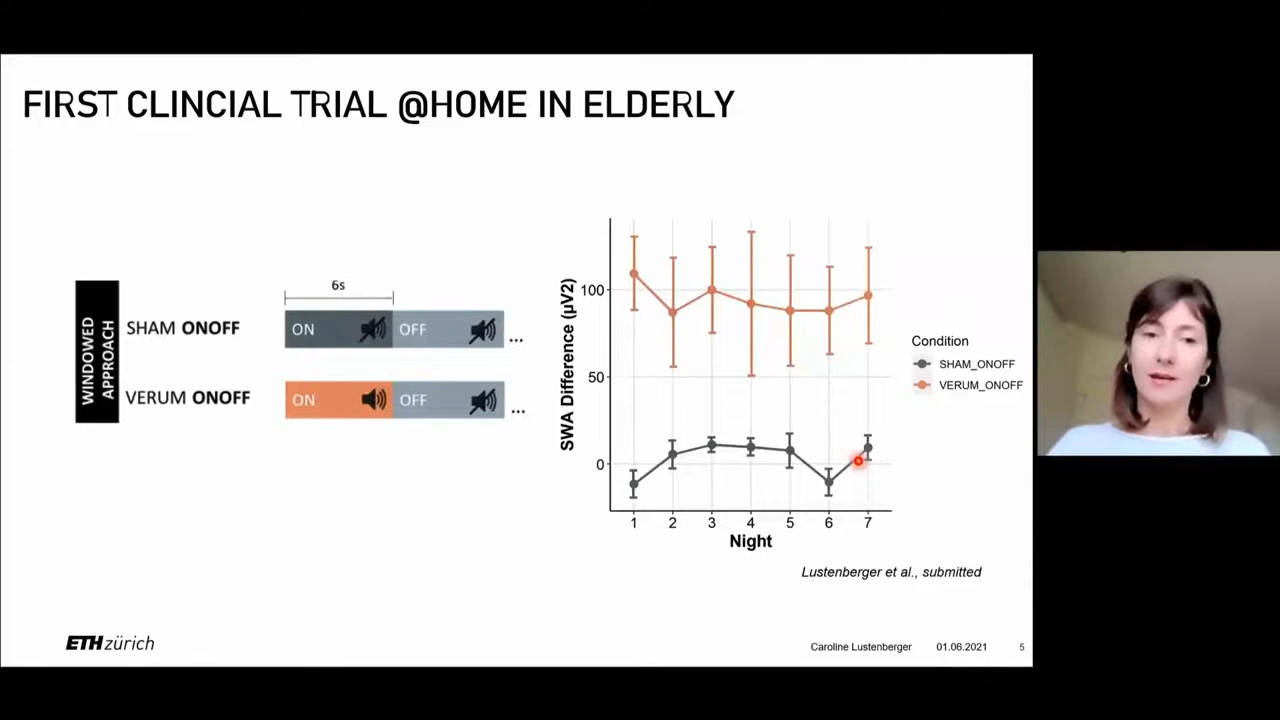 FIRST CLINCIAL TRIAL @HOME IN ELDERLY
WINDOWED
APPROACH
6s
SHAM ONOFF
ON
OFF
...
VERUM ONOFF
ON
OFF
...
SWA Difference (µV2)
100
50
0
1 2 3 4 5 6 7
Night
Condition
SHAM_ONOFF
VERUM_ONOFF
Lustenberger et al., submitted
ETH zürich
Caroline Lustenberger 01.06.2021 5